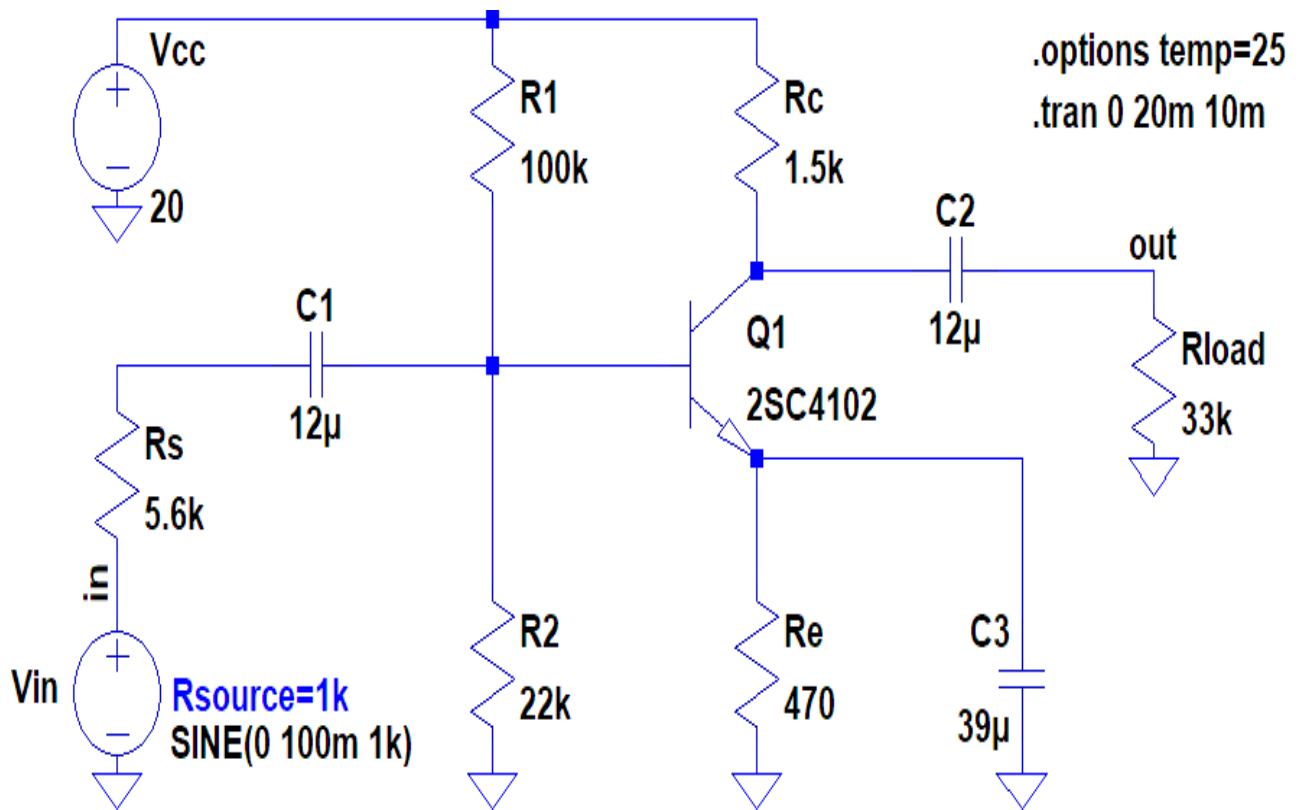 Vcc
20
R1
100k
Rc
1.5k
.options temp=25
.tran 0 20m 10m
C1
12µ
C2
12µ
out
Q1
2SC4102
Rload
33k
Rs
5.6k
in
Vin
Rsource=1k
SINE(0 100m 1k)
R2
22k
Re
470
C3
39µ